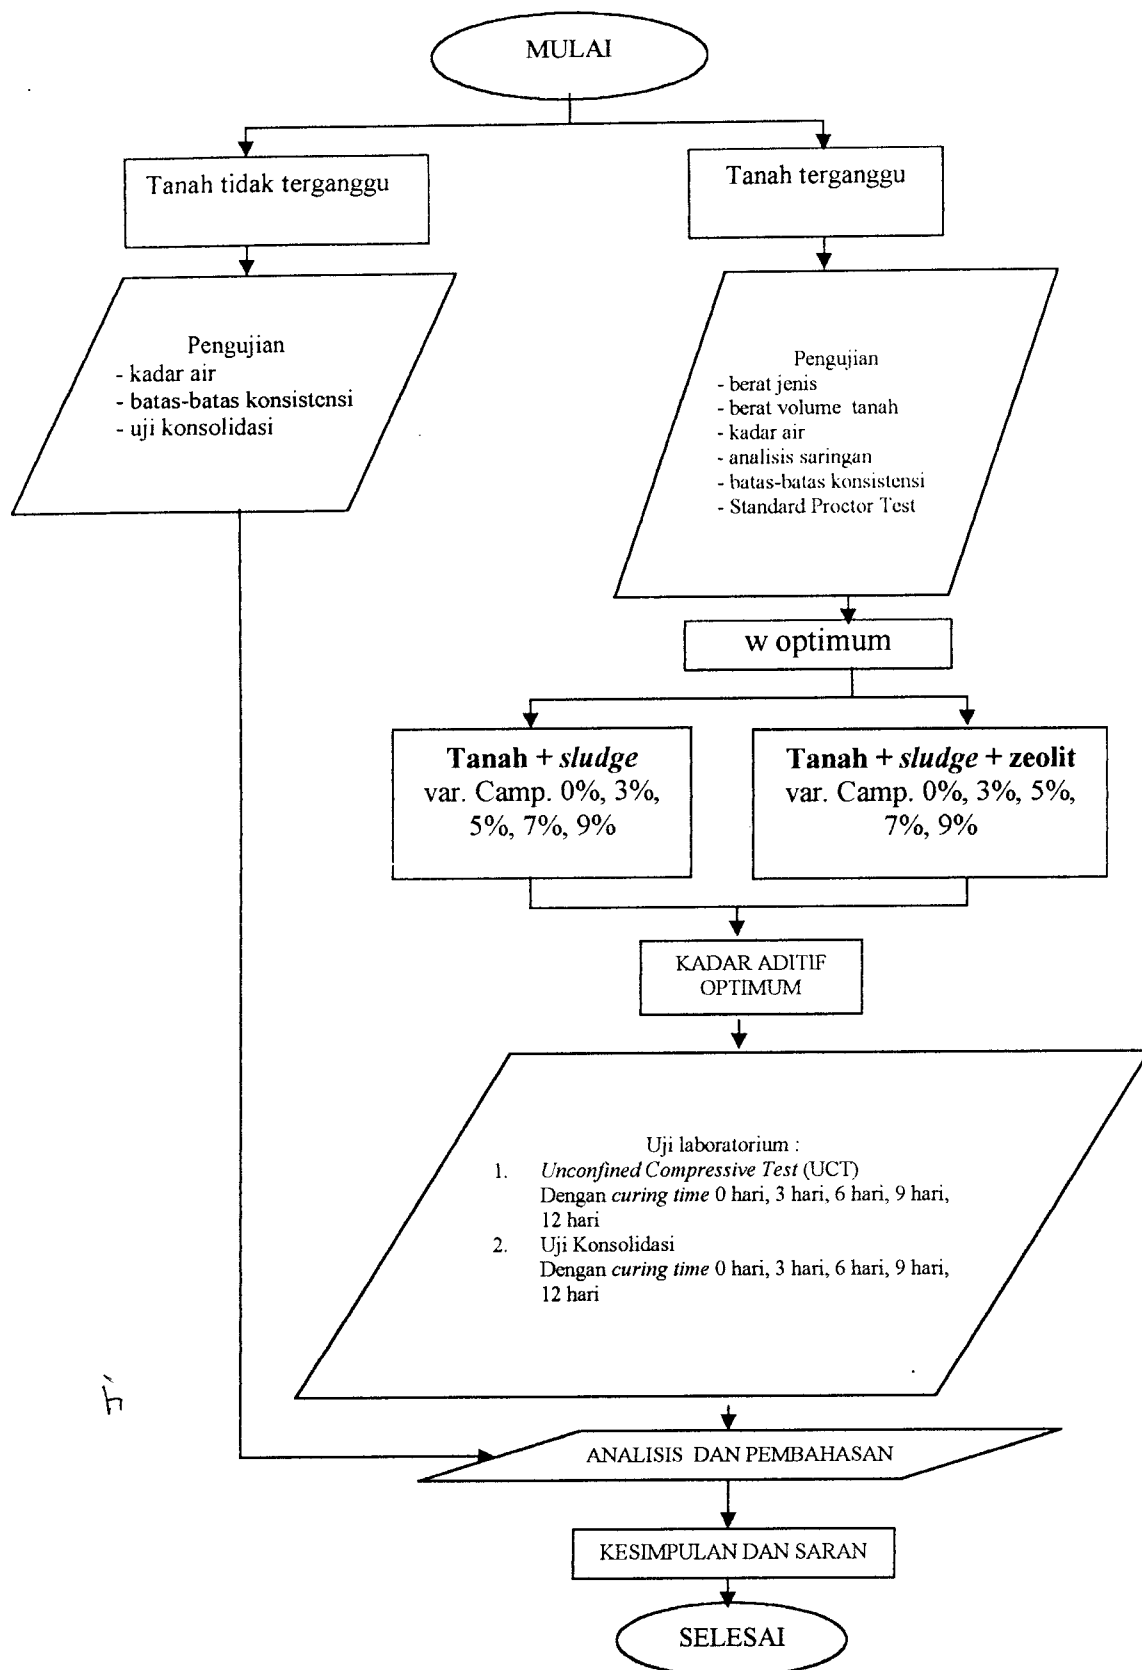 MULAI
Tanah tidak terganggu
Tanah terganggu
Pengujian
- kadar air
- batas-batas konsistensi
- uji konsolidasi
Pengujian
- berat jenis
- berat volume tanah
- kadar air
- analisis saringan
- batas-batas konsistensi
- Standard Proctor Test
w optimum
Tanah + sludge
var. Camp. 0%, 3%,
5%, 7%, 9%
Tanah + sludge + zeolit
var. Camp. 0%, 3%, 5%,
7%, 9%
KADAR ADITIF
OPTIMUM
Uji laboratorium :
1. Unconfined Compressive Test (UCT)
Dengan curing time 0 hari, 3 hari, 6 hari, 9 hari,
12 hari
2. Uji Konsolidasi
Dengan curing time 0 hari, 3 hari, 6 hari, 9 hari,
12 hari
ANALISIS DAN PEMBAHASAN
KESIMPULAN DAN SARAN
SELESAI